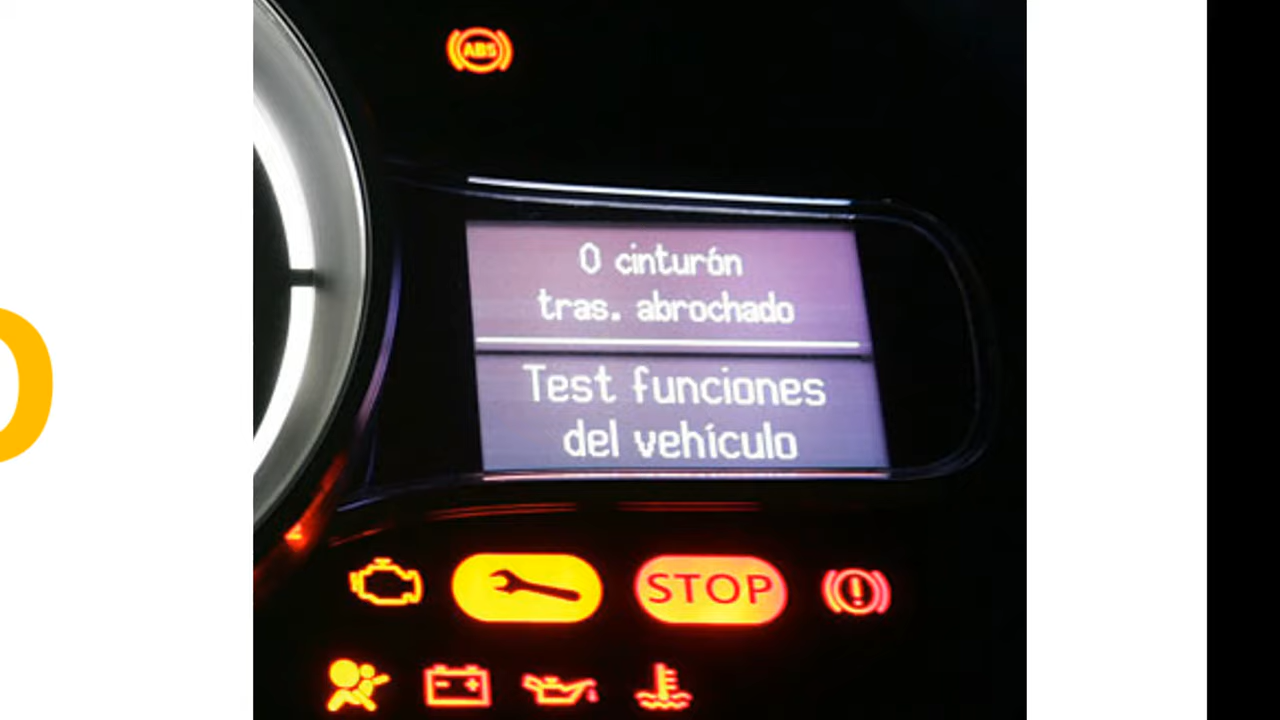 ABS
0 cinturón
tras. abrochado
Test funciones
del vehículo
STOP